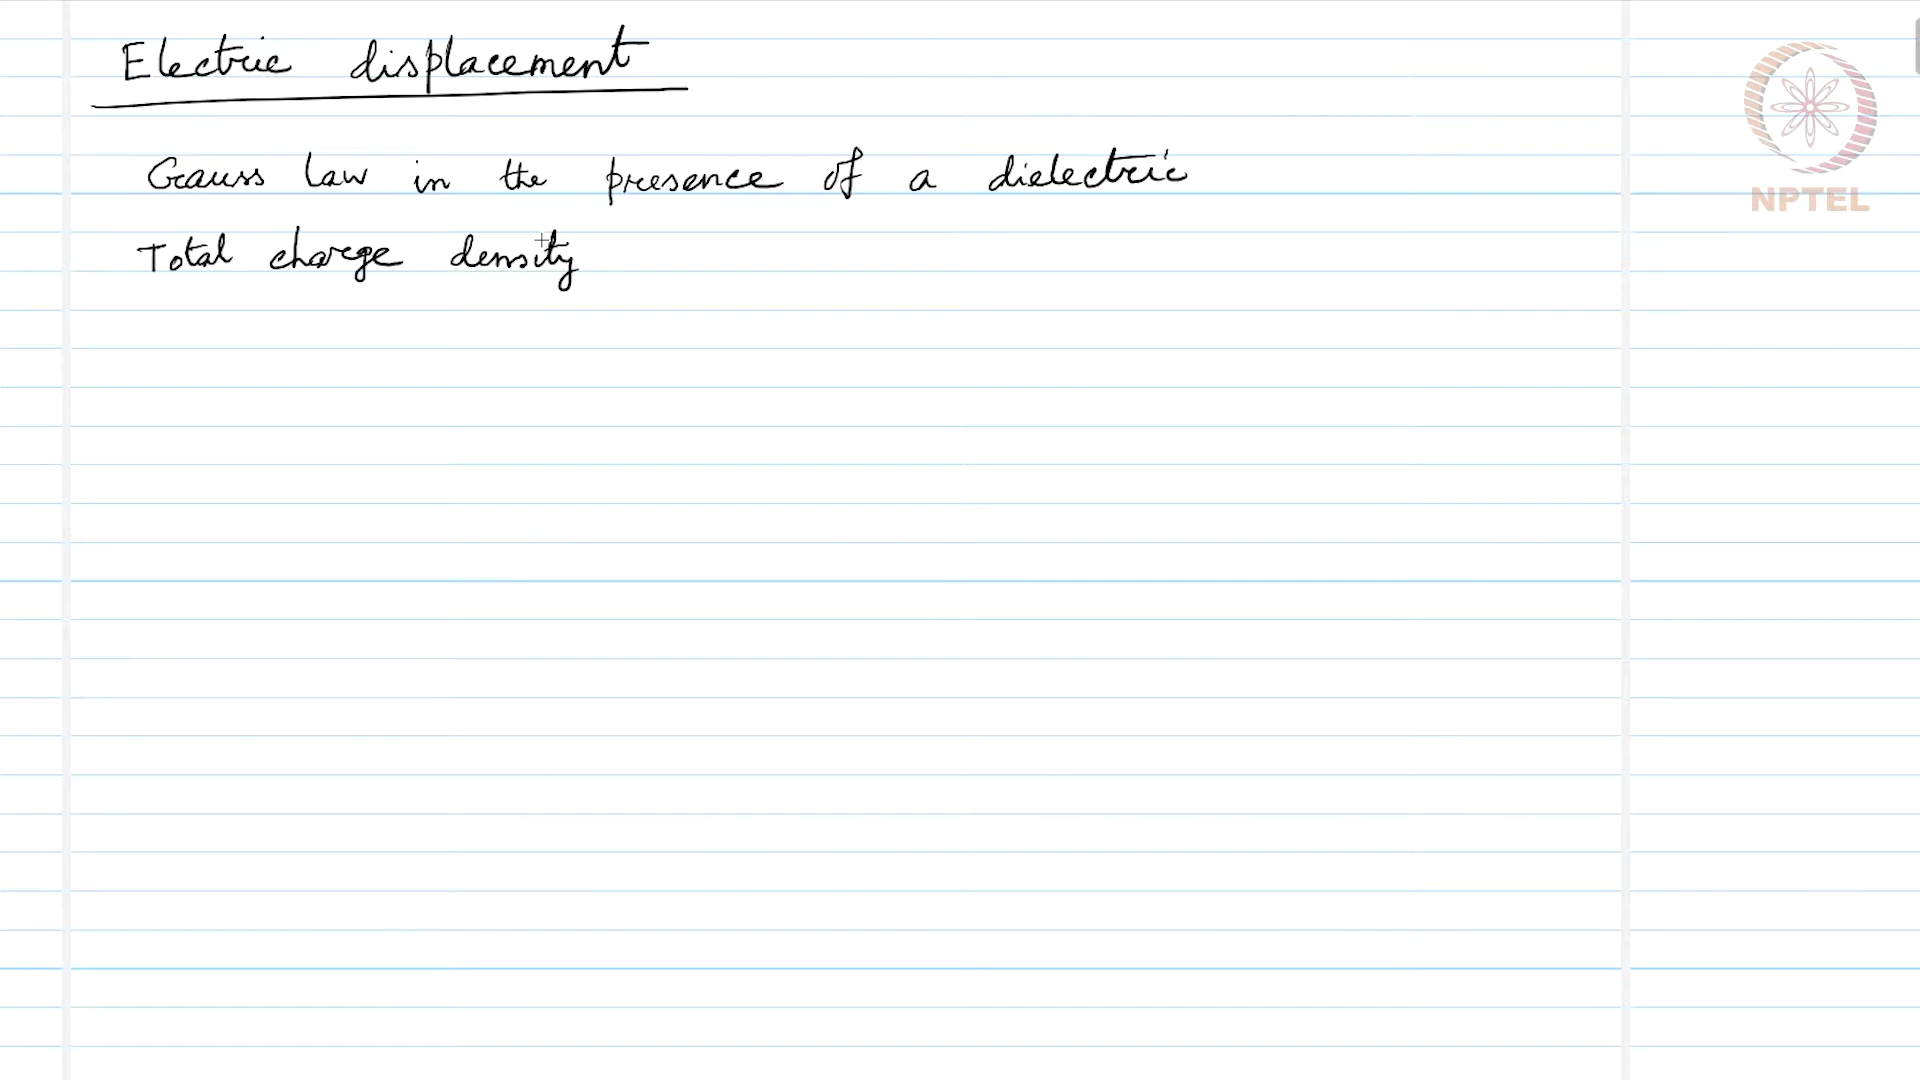 Electric displacement
NPTEL
Gauss law in the presence of a dielectric
Total charge density